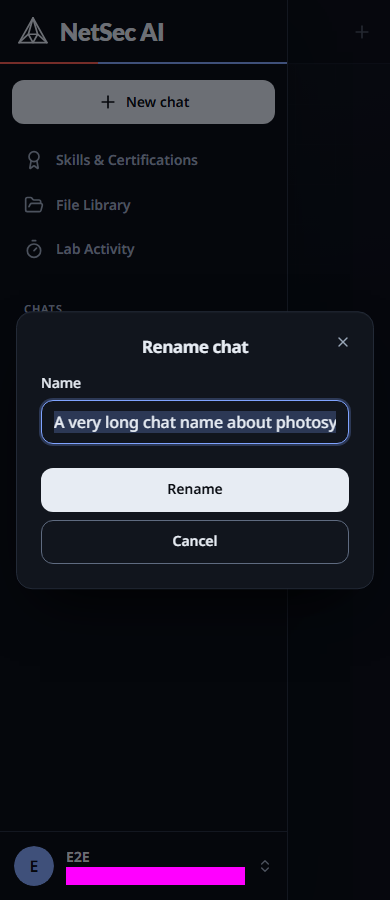 NetSec AI
New chat
Skills & Certifications
File Library
Lab Activity
CHATS
Rename chat
Name
A very long chat name about photosy
Rename
Cancel
E
E2E